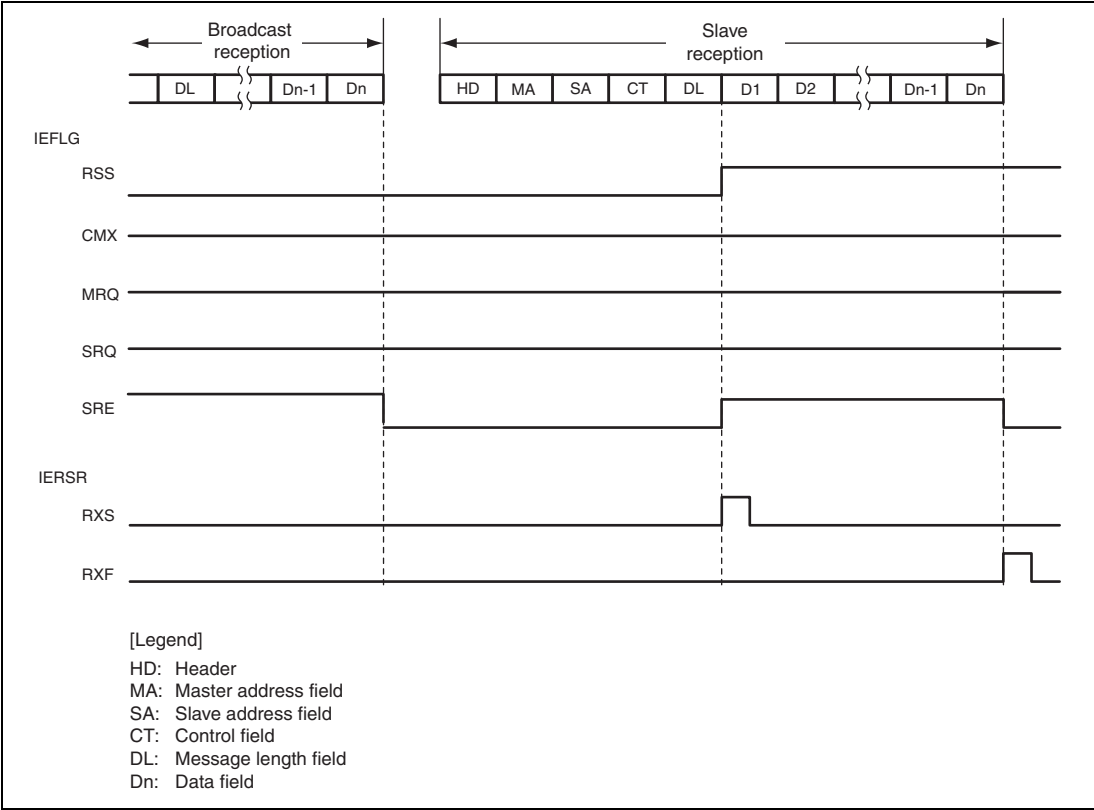 Broadcast
reception
Slave
reception
DL Dn-1 Dn HD MA SA CT DL D1 D2 Dn-1 Dn
IEFLG
RSS
CMX
MRQ
SRQ
SRE
IERSR
RXS
RXF
[Legend]
HD: Header
MA: Master address field
SA: Slave address field
CT: Control field
DL: Message length field
Dn: Data field